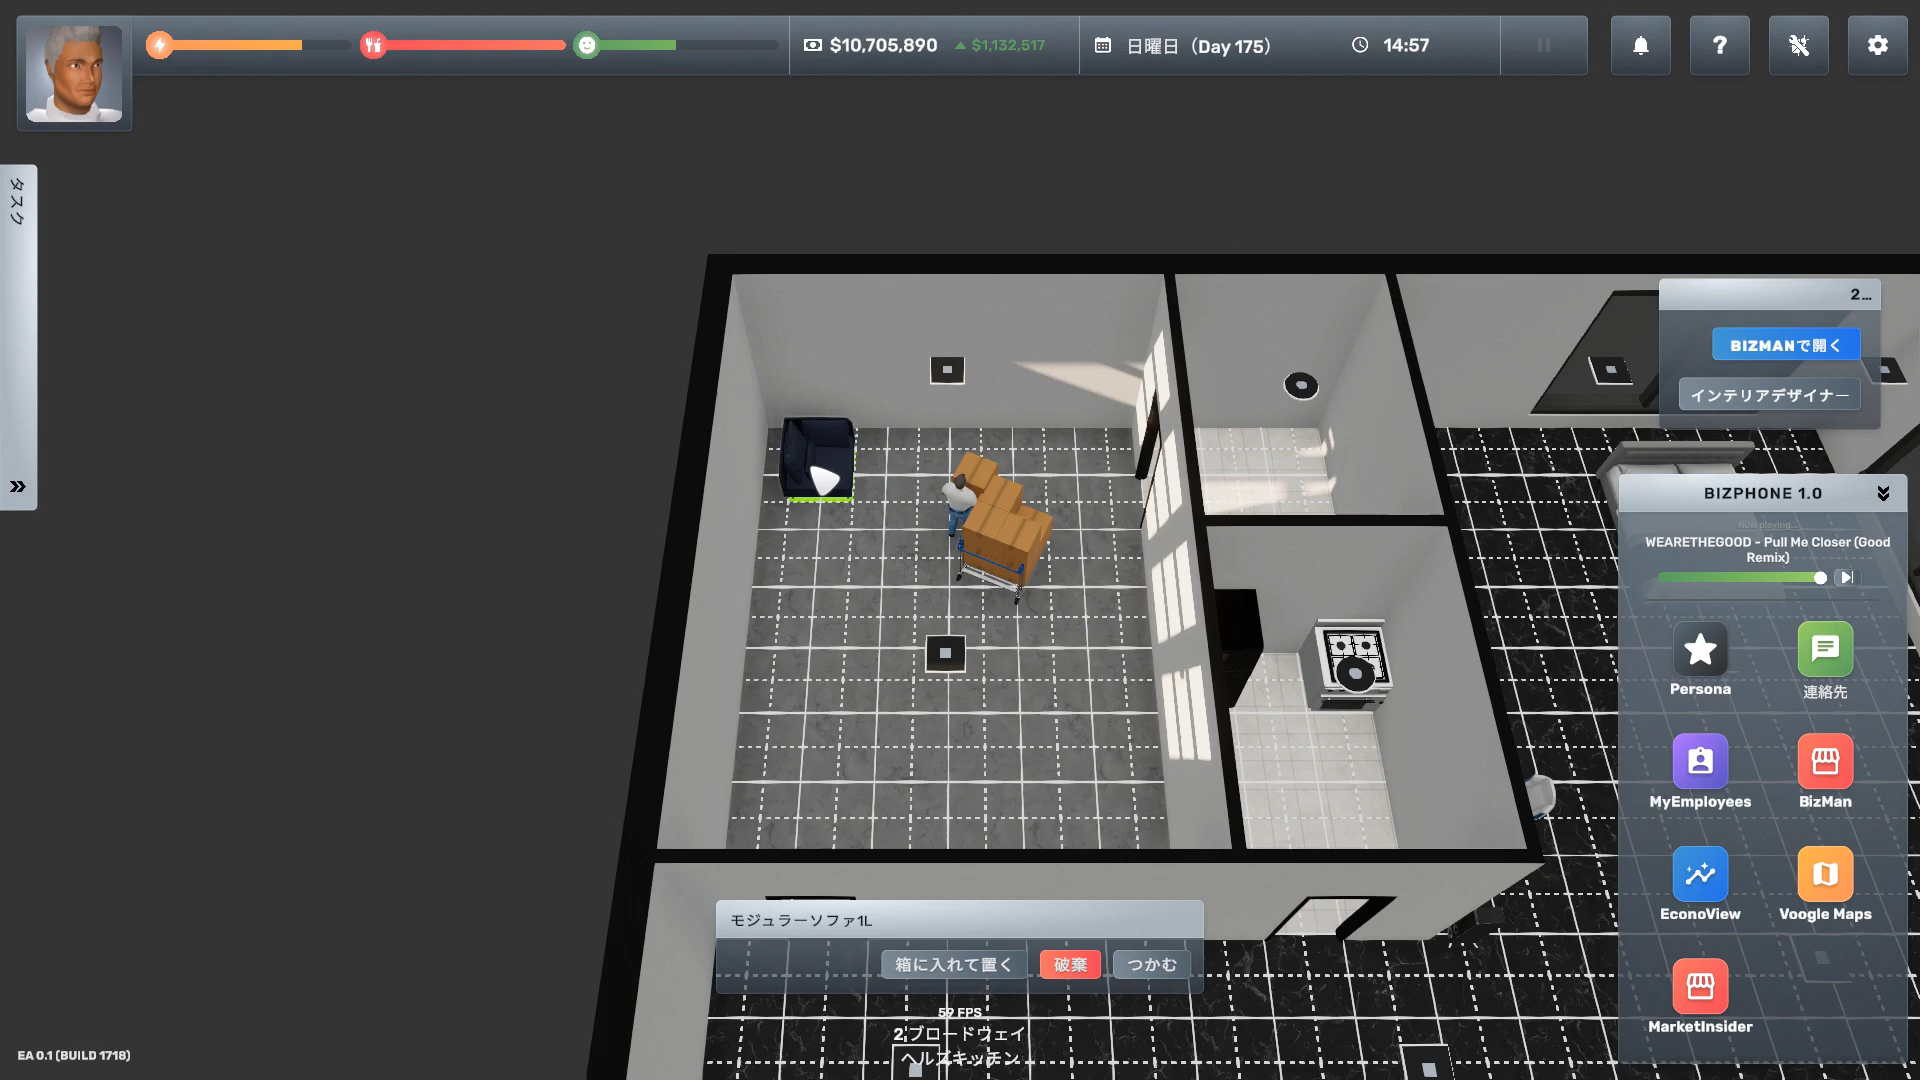 $10,705,890
$1,132,517
日曜日 (Day 175)
14:57
?
タスク
2...
BIZMANで開く
インテリアデザイナー
BIZPHONE 1.0
Now playing...
WEARETHEGOOD - Pull Me Closer (Good
Remix)
Persona
連絡先
MyEmployees
BizMan
EconoView
Voogle Maps
MarketInsider
モジュラーソファ1L
箱に入れて置く
破棄
つかむ
59 FPS
2, ブロードウェイ
ヘルズキッチン
EA 0.1 (BUILD 1718)